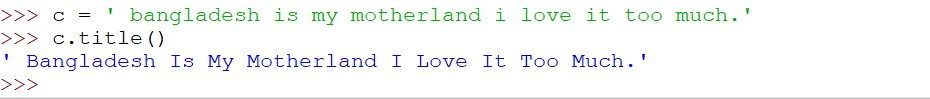 >>> c = ' bangladesh is my motherland i love it too much.'
>>> c.title()
' Bangladesh Is My Motherland I Love It Too Much.'
>>>